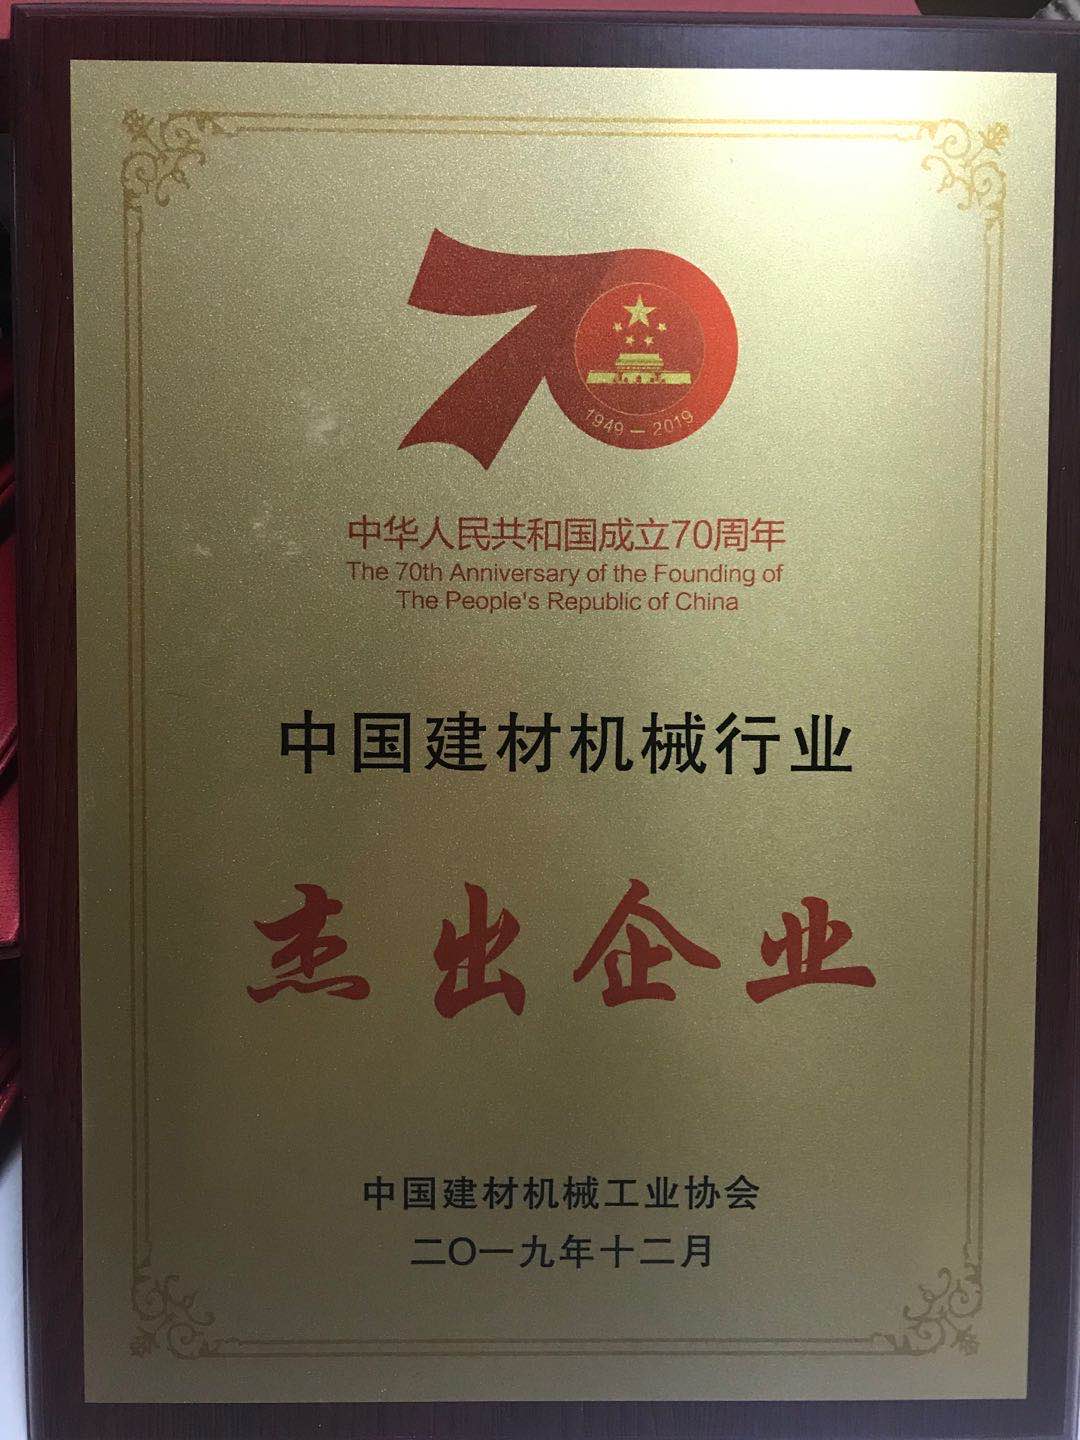 1949 — 2019
中华人民共和国成立70周年
The 70th Anniversary of the Founding of
The People's Republic of China
中国建材机械行业
杰出企业
中国建材机械工业协会
二〇一九年十二月